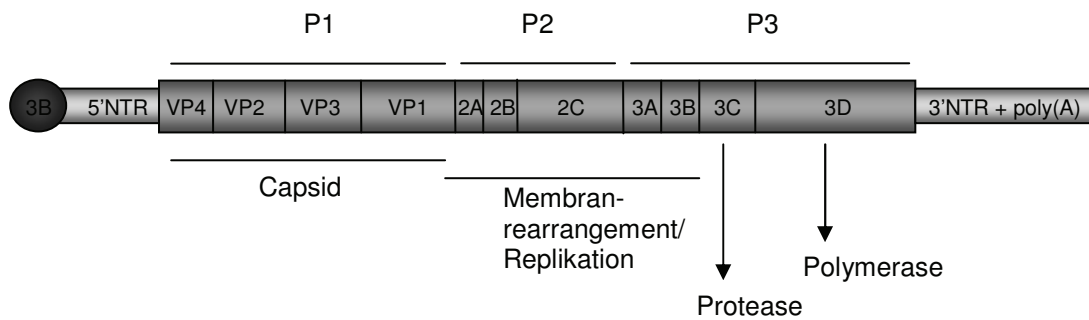 P1 P2 P3
3B 5'NTR VP4 VP2 VP3 VP1 2A 2B 2C 3A 3B 3C 3D 3'NTR + poly(A)
Capsid
Membran-
rearrangement/
Replikation
Polymerase
Protease